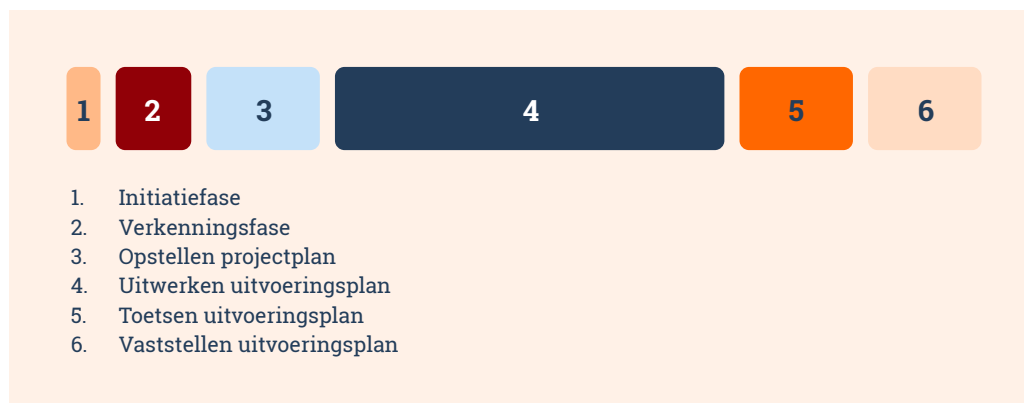 1 2 3 4 5 6
1. Initiatiefase
2. Verkenningsfase
3. Opstellen projectplan
4. Uitwerken uitvoeringsplan
5. Toetsen uitvoeringsplan
6. Vaststellen uitvoeringsplan